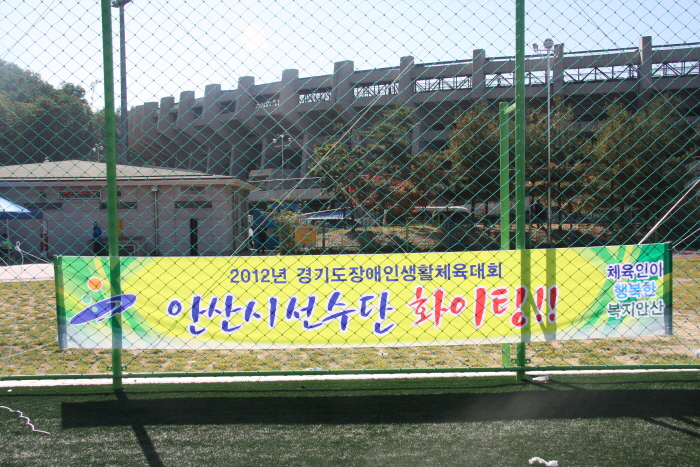 2012년 경기도장애인생활체육대회
안산시선수단 화이팅!!
체육인아
행복한
복지안산